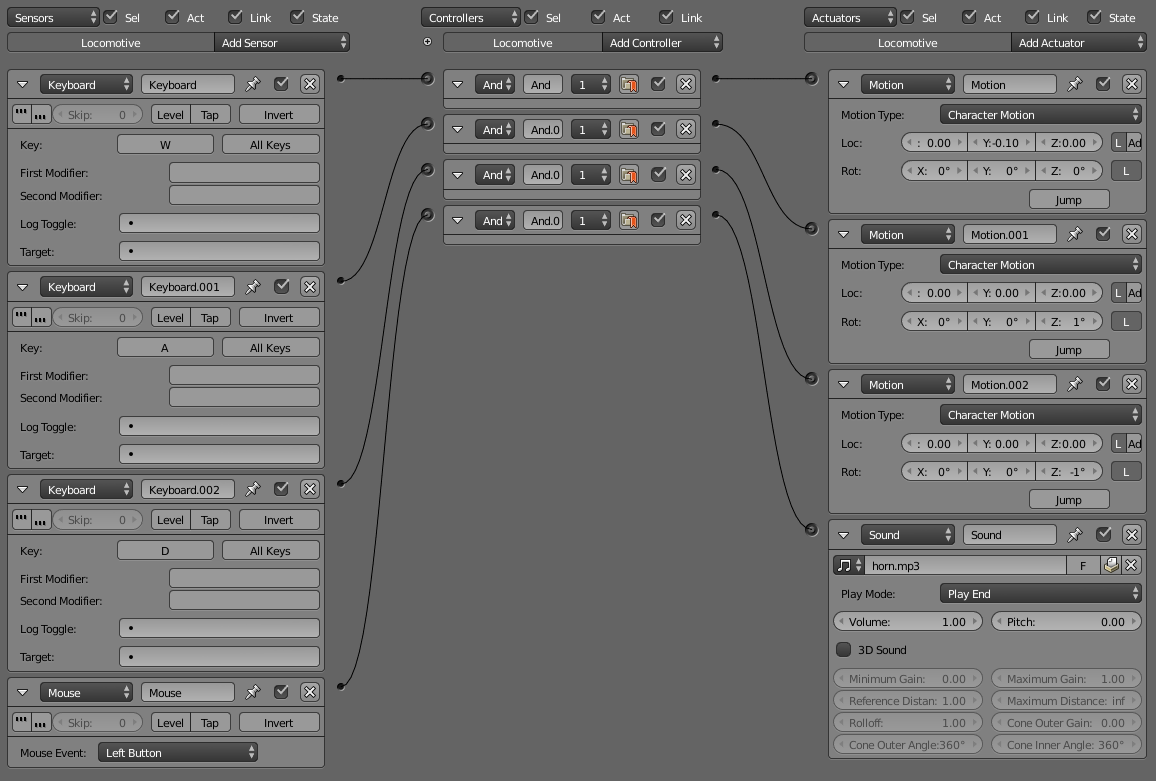 Sensors Sel Act Link State
Locomotive Add Sensor
Keyboard Keyboard
Skip: 0 Level Tap Invert
Key: W All Keys
First Modifier:
Second Modifier:
Log Toggle:
Target:
Keyboard Keyboard.001
Skip: 0 Level Tap Invert
Key: A All Keys
First Modifier:
Second Modifier:
Log Toggle:
Target:
Keyboard Keyboard.002
Skip: 0 Level Tap Invert
Key: D All Keys
First Modifier:
Second Modifier:
Log Toggle:
Target:
Mouse Mouse
Skip: 0 Level Tap Invert
Mouse Event: Left Button
Controllers Sel Act Link
Locomotive Add Controller
And And 1
And And.0 1
And And.0 1
And And.0 1
Actuators Sel Act Link State
Locomotive Add Actuator
Motion Motion
Motion Type: Character Motion
Loc: : 0.00 Y:-0.10 Z:0.00 L Ad
Rot: X: 0° Y: 0° Z: 0° L
Jump
Motion Motion.001
Motion Type: Character Motion
Loc: : 0.00 Y: 0.00 Z:0.00 L Ad
Rot: X: 0° Y: 0° Z: 1° L
Jump
Motion Motion.002
Motion Type: Character Motion
Loc: : 0.00 Y: 0.00 Z:0.00 L Ad
Rot: X: 0° Y: 0° Z: -1° L
Jump
Sound Sound
horn.mp3 F
Play Mode: Play End
Volume: 1.00 Pitch: 0.00
3D Sound
Minimum Gain: 0.00 Maximum Gain: 1.00
Reference Distan: 1.00 Maximum Distance: inf
Rolloff: 1.00 Cone Outer Gain: 0.00
Cone Outer Angle:360° Cone Inner Angle: 360°